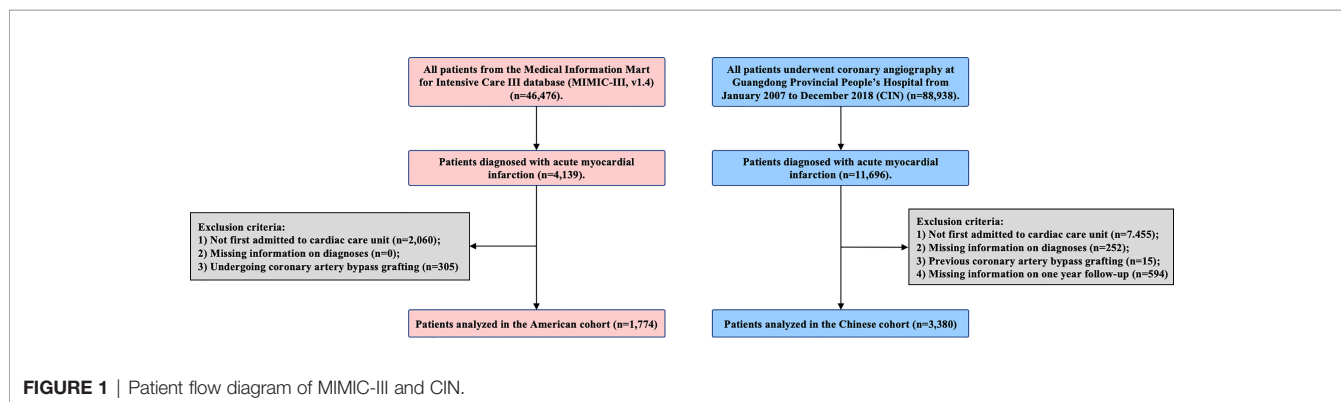 All patients from the Medical Information Mart
for Intensive Care III database (MIMIC-III, v1.4)
(n=46,476).
All patients underwent coronary angiography at
Guangdong Provincial People's Hospital from
January 2007 to December 2018 (CIN) (n=88,938).
Patients diagnosed with acute myocardial
infarction (n=4,139).
Patients diagnosed with acute myocardial
infarction (n=11,696).
Exclusion criteria:
1) Not first admitted to cardiac care unit (n=2,060);
2) Missing information on diagnoses (n=0);
3) Undergoing coronary artery bypass grafting (n=305)
Exclusion criteria:
1) Not first admitted to cardiac care unit (n=7.455);
2) Missing information on diagnoses (n=252);
3) Previous coronary artery bypass grafting (n=15);
4) Missing information on one year follow-up (n=594)
Patients analyzed in the American cohort (n=1,774)
Patients analyzed in the Chinese cohort (n=3,380)
FIGURE 1 | Patient flow diagram of MIMIC-III and CIN.